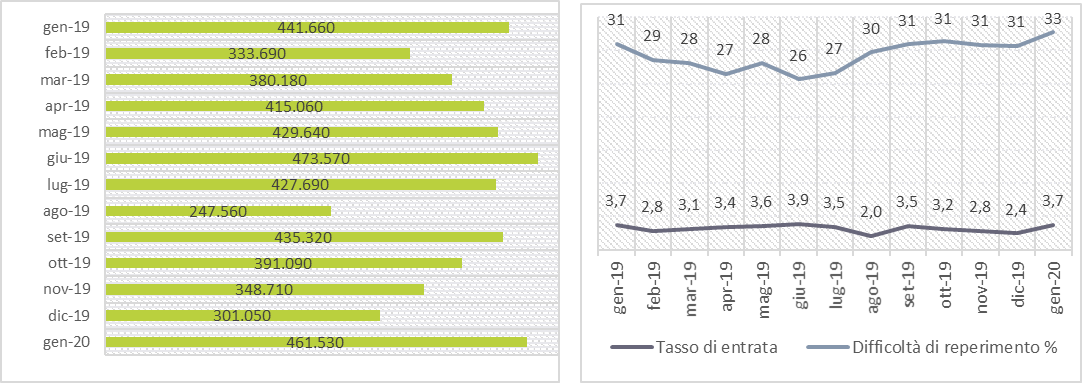 gen-19 441.660
feb-19 333.690
mar-19 380.180
apr-19 415.060
mag-19 429.640
giu-19 473.570
lug-19 427.690
ago-19 247.560
set-19 435.320
ott-19 391.090
nov-19 348.710
dic-19 301.050
gen-20 461.530
31 29 28 27 28 26 27 30 31 31 31 31 33
3,7 2,8 3,1 3,4 3,6 3,9 3,5 2,0 3,5 3,2 2,8 2,4 3,7
gen-19 feb-19 mar-19 apr-19 mag-19 giu-19 lug-19 ago-19 set-19 ott-19 nov-19 dic-19 gen-20
Tasso di entrata Difficoltà di reperimento %